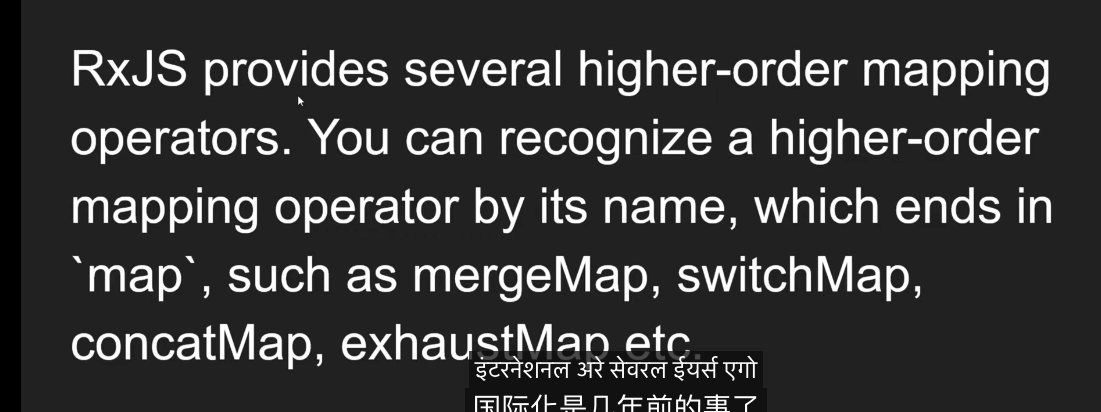 RxJS provides several higher-order mapping
operators. You can recognize a higher-order
mapping operator by its name, which ends in
`map`, such as mergeMap, switchMap,
concatMap, exhaustMap etc.
इंटरनेशनल अरे सेवरल ईयर्स एगो
国际化是几年前的事了